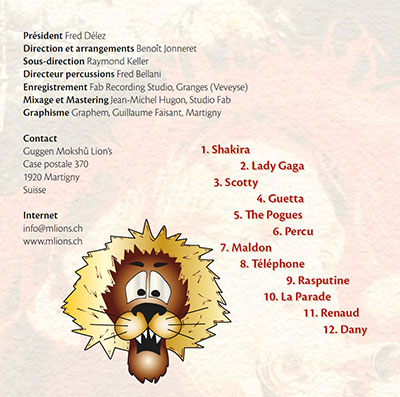 Président Fred Délez
Direction et arrangements Benoît Jonneret
Sous-direction Raymond Keller
Directeur percussions Fred Bellani
Enregistrement Fab Recording Studio, Granges (Veveyse)
Mixage et Mastering Jean-Michel Hugon, Studio Fab
Graphisme Graphem, Guillaume Faisant, Martigny
Contact
Guggen Mokshû Lion's
Case postale 370
1920 Martigny
Suisse
Internet
info@mlions.ch
www.mlions.ch
1. Shakira
2. Lady Gaga
3. Scotty
4. Guetta
5. The Pogues
6. Percu
7. Maldon
8. Téléphone
9. Rasputine
10. La Parade
11. Renaud
12. Dany